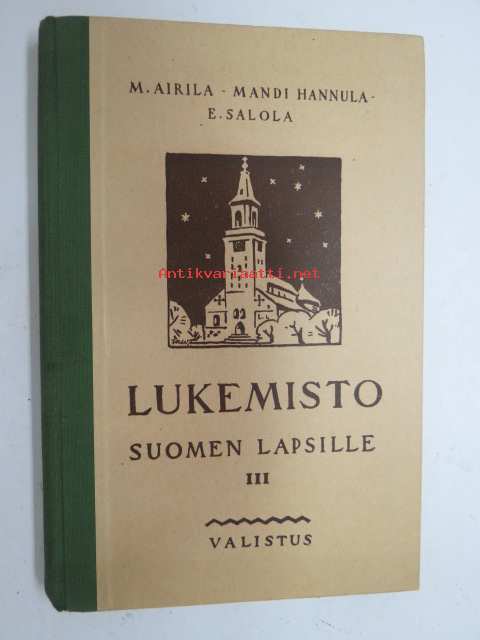 M. AIRILA - MANDI HANNULA -
E. SALOLA
Antikvariaatti.net
LUKEMISTO
SUOMEN LAPSILLE
III
VALISTUS